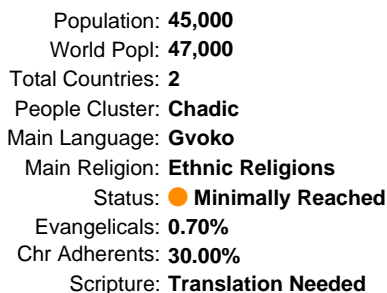 Population: 45,000
World Popl: 47,000
Total Countries: 2
People Cluster: Chadic
Main Language: Gvoko
Main Religion: Ethnic Religions
Status: Minimally Reached
Evangelicals: 0.70%
Chr Adherents: 30.00%
Scripture: Translation Needed